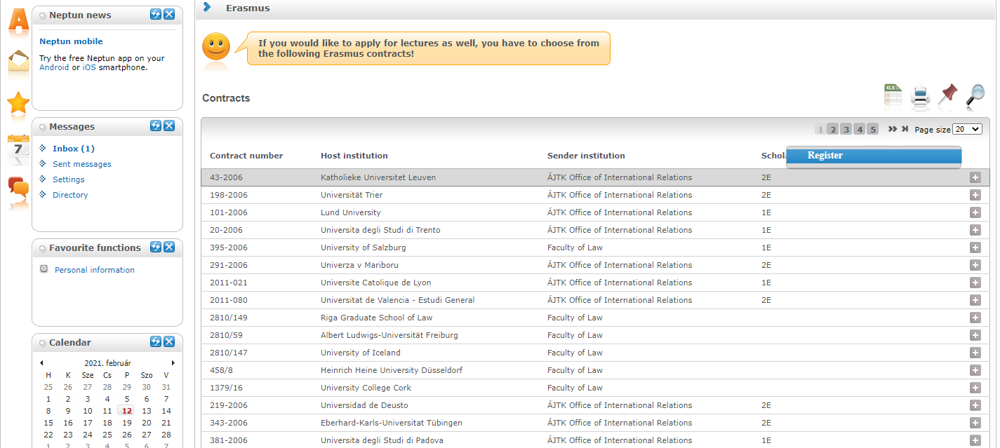 Neptun news
Neptun mobile
Try the free Neptun app on your
Android or iOS smartphone.
7
Messages
Inbox (1)
Sent messages
Settings
Directory
Favourite functions
Personal information
Calendar
2021. február
H K Sze Cs P Szo V
25 26 27 28 29 30 31
1 2 3 4 5 6 7
8 9 10 11 12 13 14
15 16 17 18 19 20 21
22 23 24 25 26 27 28
1 2 3 4 5 6 7
Erasmus
If you would like to apply for lectures as well, you have to choose from
the following Erasmus contracts!
Contracts
XLS
1 2 3 4 5 Page size 20
Contract number Host institution Sender institution Schola Register
43-2006 Katholieke Universitet Leuven ÁJTK Office of International Relations 2E
198-2006 Universität Trier ÁJTK Office of International Relations 2E
101-2006 Lund University ÁJTK Office of International Relations 1E
20-2006 Universita degli Studi di Trento ÁJTK Office of International Relations 1E
395-2006 University of Salzburg Faculty of Law 1E
291-2006 Univerza v Mariboru ÁJTK Office of International Relations 2E
2011-021 Universite Catolique de Lyon ÁJTK Office of International Relations 1E
2011-080 Universitat de Valencia - Estudi General ÁJTK Office of International Relations 2E
2810/149 Riga Graduate School of Law Faculty of Law
2810/59 Albert Ludwigs-Universität Freiburg Faculty of Law
2810/147 University of Iceland Faculty of Law
458/8 Heinrich Heine University Düsseldorf Faculty of Law
1379/16 University College Cork Faculty of Law
219-2006 Universidad de Deusto ÁJTK Office of International Relations 2E
343-2006 Eberhard-Karls-Universitat Tübingen ÁJTK Office of International Relations 2E
381-2006 Universita degli Studi di Padova ÁJTK Office of International Relations 1E